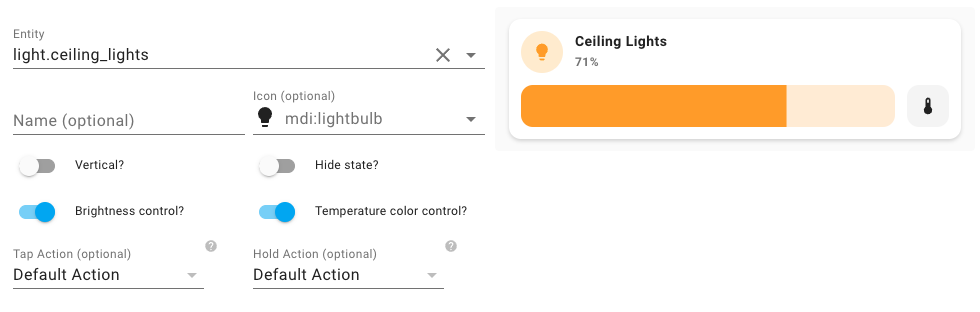 Entity
light.ceiling_lights
Name (optional)
Icon (optional)
mdi:lightbulb
Vertical?
Hide state?
Brightness control?
Temperature color control?
Tap Action (optional)
?
Default Action
Hold Action (optional)
?
Default Action
Ceiling Lights
71%